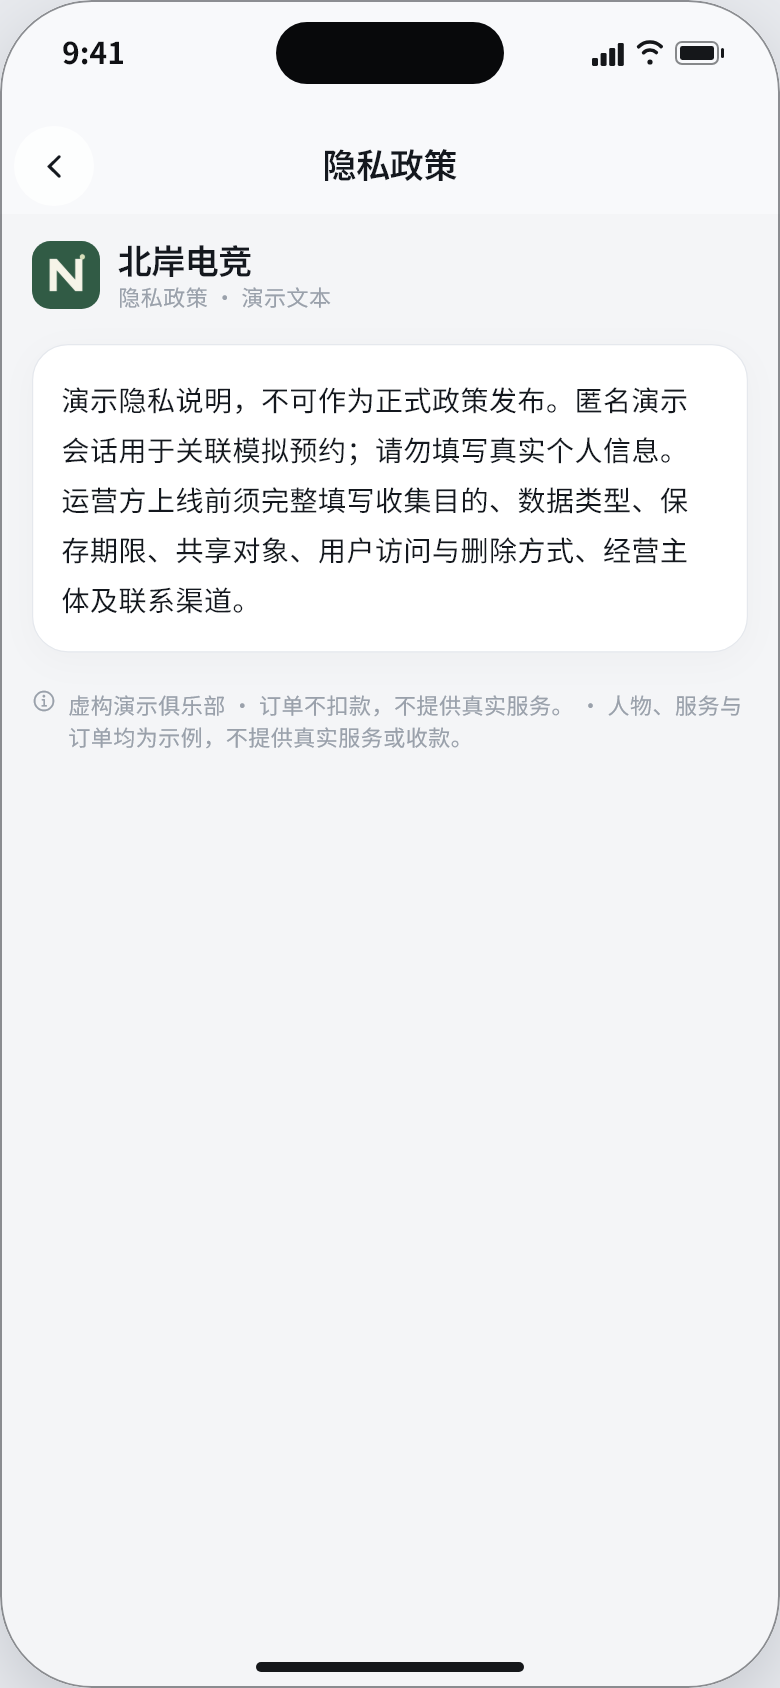 9:41
隐私政策
N
北岸电竞
隐私政策 · 演示文本
演示隐私说明，不可作为正式政策发布。匿名演示
会话用于关联模拟预约；请勿填写真实个人信息。
运营方上线前须完整填写收集目的、数据类型、保
存期限、共享对象、用户访问与删除方式、经营主
体及联系渠道。
虚构演示俱乐部 · 订单不扣款，不提供真实服务。 · 人物、服务与
订单均为示例，不提供真实服务或收款。